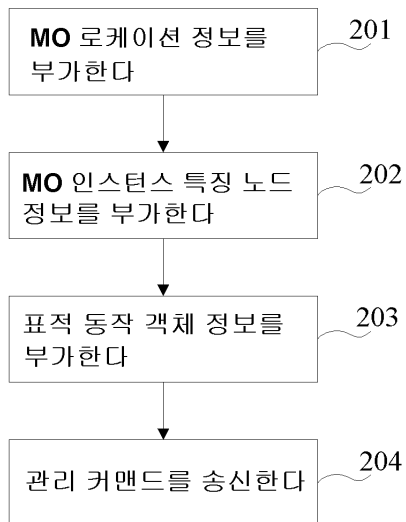 MO 로케이션 정보를
부가한다
201
MO 인스턴스 특징 노드
정보를 부가한다
202
표적 동작 객체 정보를
부가한다
203
관리 커맨드를 송신한다
204